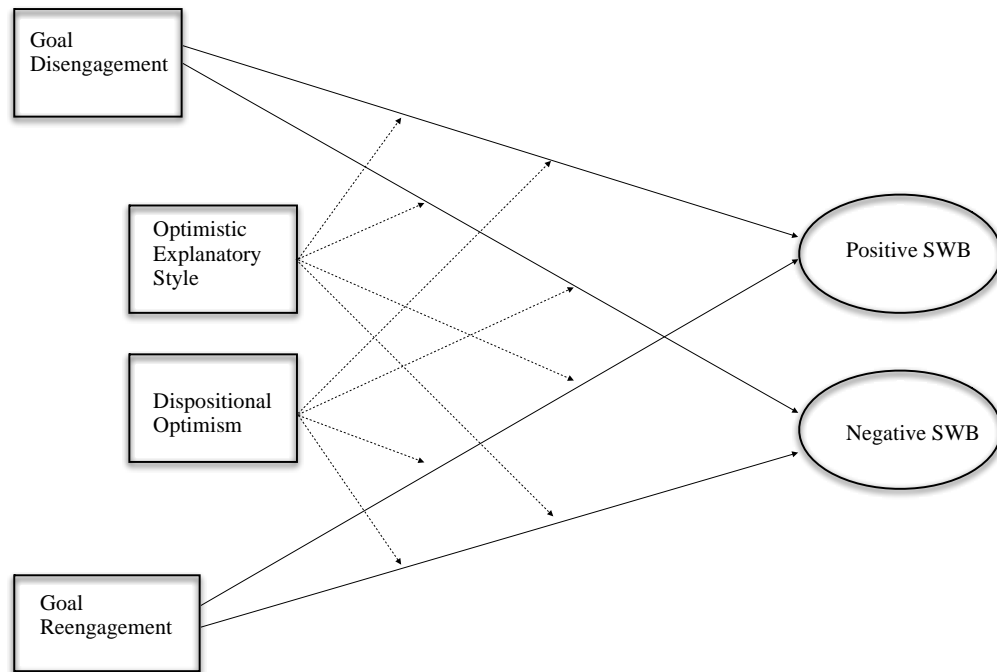 Goal
Disengagement
Optimistic
Explanatory
Style
Positive SWB
Dispositional
Optimism
Negative SWB
Goal
Reengagement